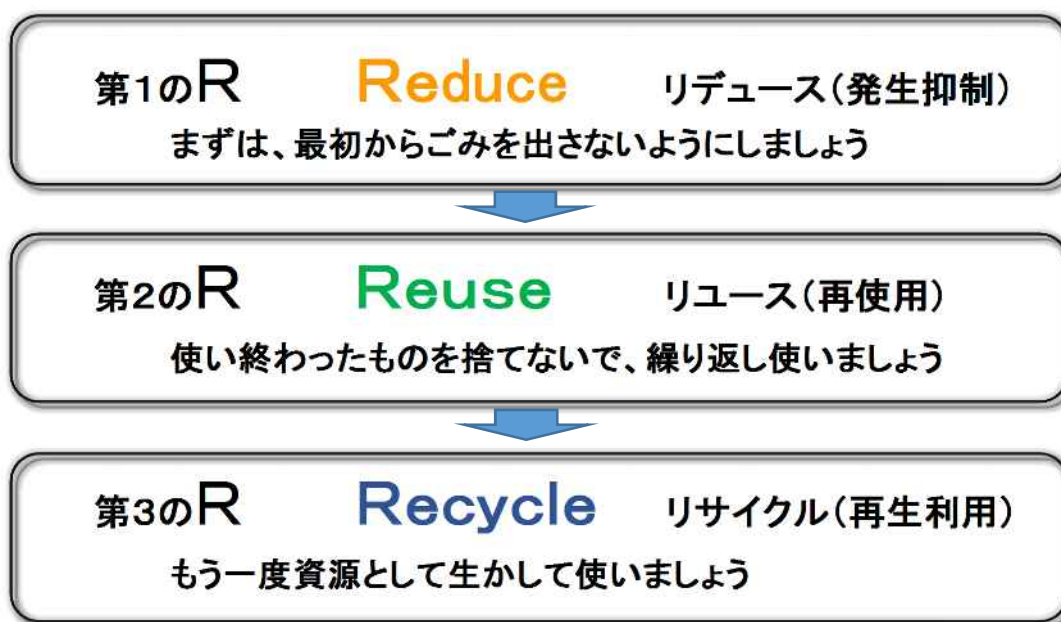 第1のR Reduce リデュース(発生抑制)
まずは、最初からごみを出さないようにしましょう
第2のR Reuse リユース(再使用)
使い終わったものを捨てないで、繰り返し使いましょう
第3のR Recycle リサイクル(再生利用)
もう一度資源として生かして使いましょう